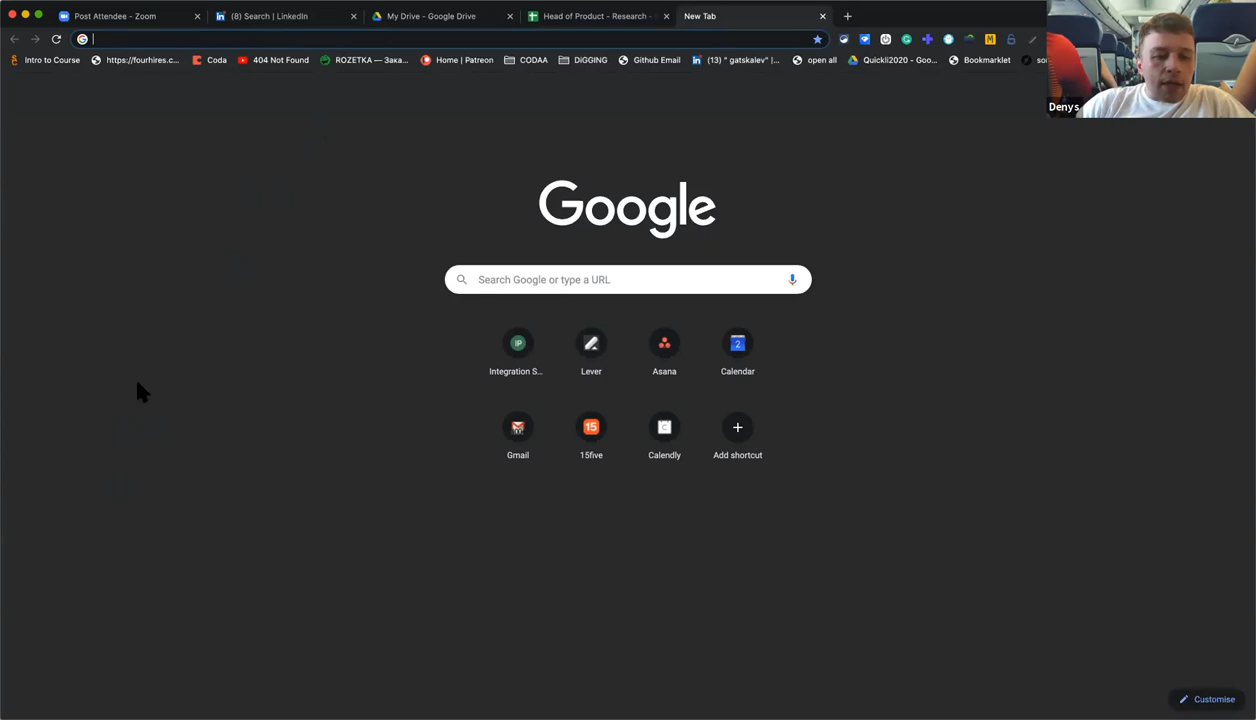 Post Attendee - Zoom
(8) Search | LinkedIn
My Drive - Google Drive
Head of Product - Research -
New Tab
Intro to Course
https://fourhires.c...
Coda
404 Not Found
ROZETKA — Зака...
Home | Patreon
CODAA
DiGGING
Github Email
(13) " gatskalev" |...
open all
Quickli2020 - Goo...
Bookmarklet
Denys
Google
Search Google or type a URL
IP
2
Integration S...
Lever
Asana
Calendar
15
C
Gmail
15five
Calendly
Add shortcut
Customise